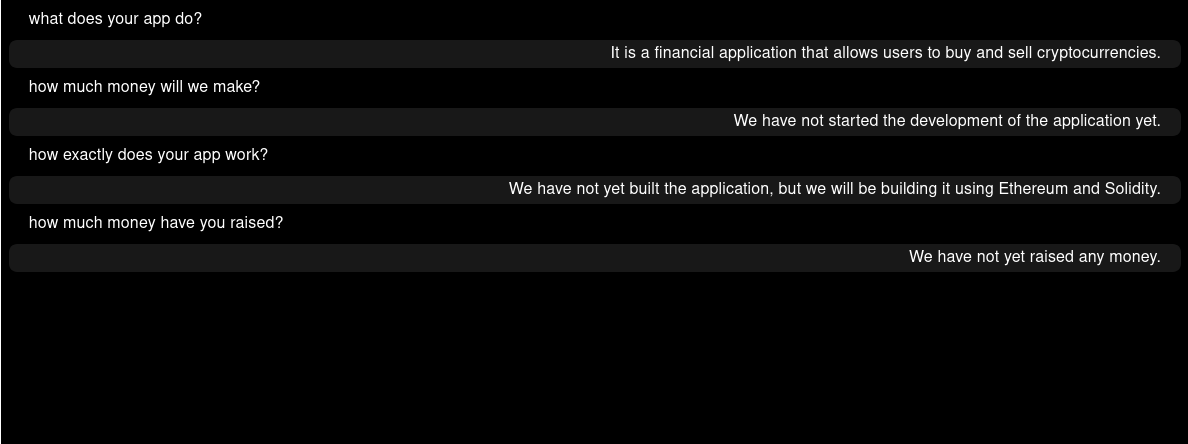 what does your app do?
It is a financial application that allows users to buy and sell cryptocurrencies.
how much money will we make?
We have not started the development of the application yet.
how exactly does your app work?
We have not yet built the application, but we will be building it using Ethereum and Solidity.
how much money have you raised?
We have not yet raised any money.